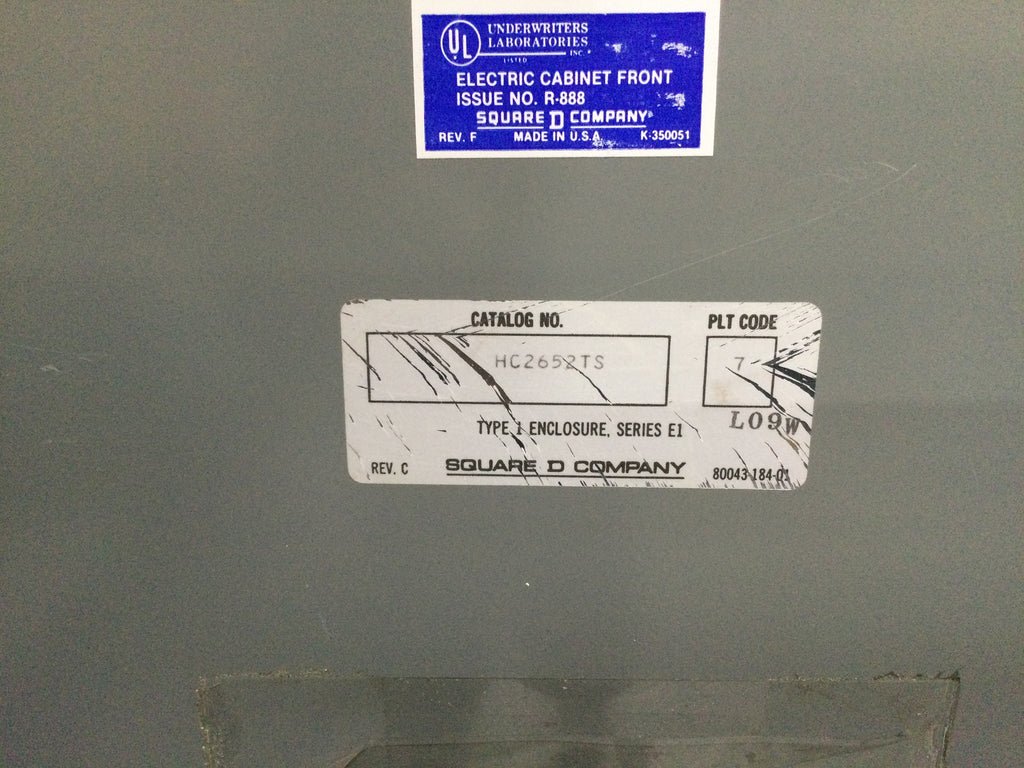 UL
UNDERWRITERS
LABORATORIES
INC.®
LISTED
ELECTRIC CABINET FRONT
ISSUE NO. R-888
SQUARE D COMPANY®
REV. F MADE IN U.S.A. K-350051
CATALOG NO. PLT CODE
HC2652TS 7
L09W
TYPE 1 ENCLOSURE, SERIES E1
REV. C SQUARE D COMPANY 80043-184-01